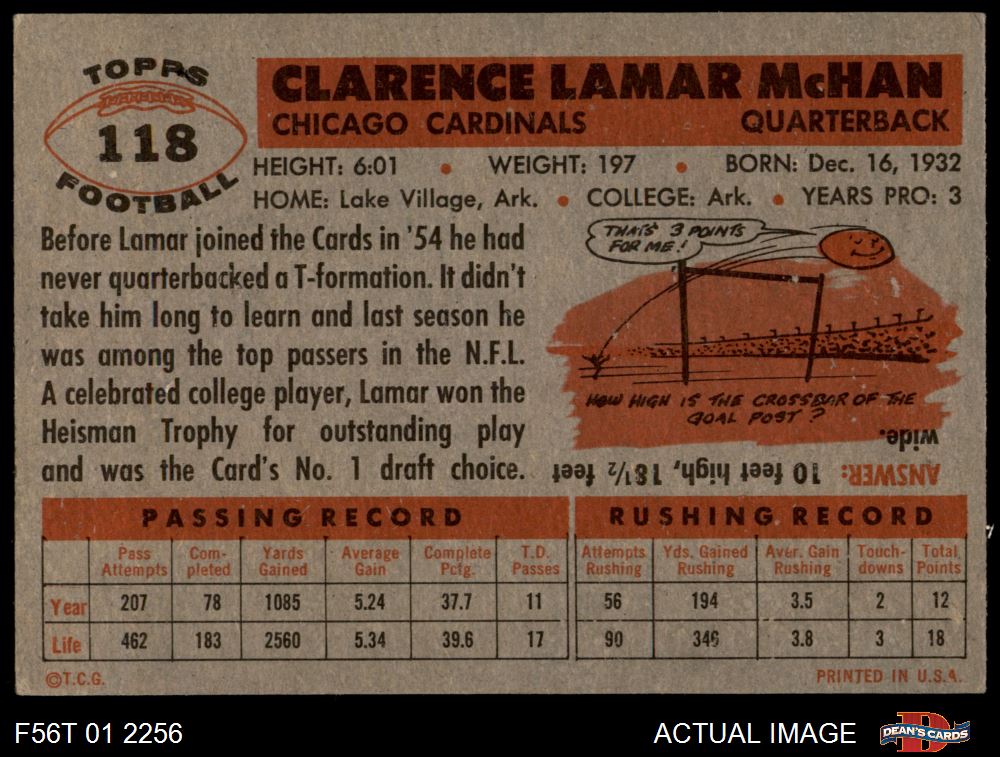 TOPPS
118
FOOTBALL
CLARENCE LAMAR McHAN
CHICAGO CARDINALS QUARTERBACK
HEIGHT: 6:01 • WEIGHT: 197 • BORN: Dec. 16, 1932
HOME: Lake Village, Ark. • COLLEGE: Ark. • YEARS PRO: 3
Before Lamar joined the Cards in '54 he had
never quarterbacked a T-formation. It didn't
take him long to learn and last season he
was among the top passers in the N.F.L.
A celebrated college player, Lamar won the
Heisman Trophy for outstanding play
and was the Card's No. 1 draft choice.
THATS 3 POINTS
FOR ME!
HOW HIGH IS THE CROSSBAR OF THE
GOAL POST?
ANSWER: 10 feet high, 18½ feet
wide.
PASSING RECORD
Pass Attempts Com-pleted Yards Gained Average Gain Complete Pctg. T.D. Passes
Year 207 78 1085 5.24 37.7 11
Life 462 183 2560 5.34 39.6 17
RUSHING RECORD
Attempts Rushing Yds. Gained Rushing Aver. Gain Rushing Touch-downs Total Points
56 194 3.5 2 12
90 346 3.8 3 18
©T.C.G. PRINTED IN U.S.A.
F56T 01 2256 ACTUAL IMAGE
D
DEAN'S CARDS